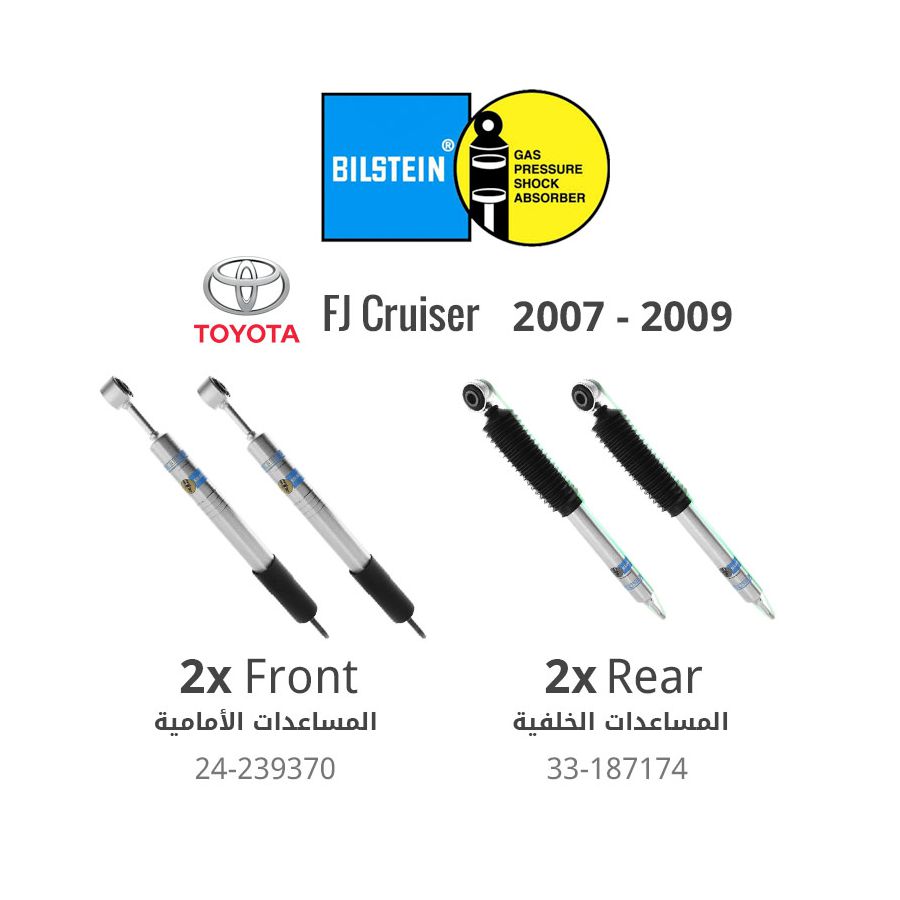 BILSTEIN®
GAS
PRESSURE
SHOCK
ABSORBER
TOYOTA
FJ Cruiser 2007 - 2009
2x Front
المساعدات الأمامية
24-239370
2x Rear
المساعدات الخلفية
33-187174